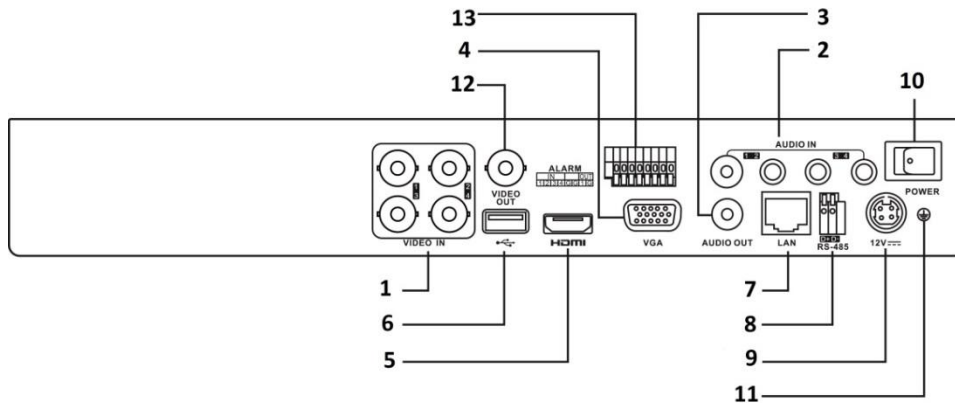 13
3
4
2
12
10
AUDIO IN
1 2
3 4
ALARM
IN OUT
VIDEO
OUT
POWER
VIDEO IN
HDMI
VGA
AUDIO OUT
LAN
D+ D-
RS-485
12V
1
7
6
8
5
9
11